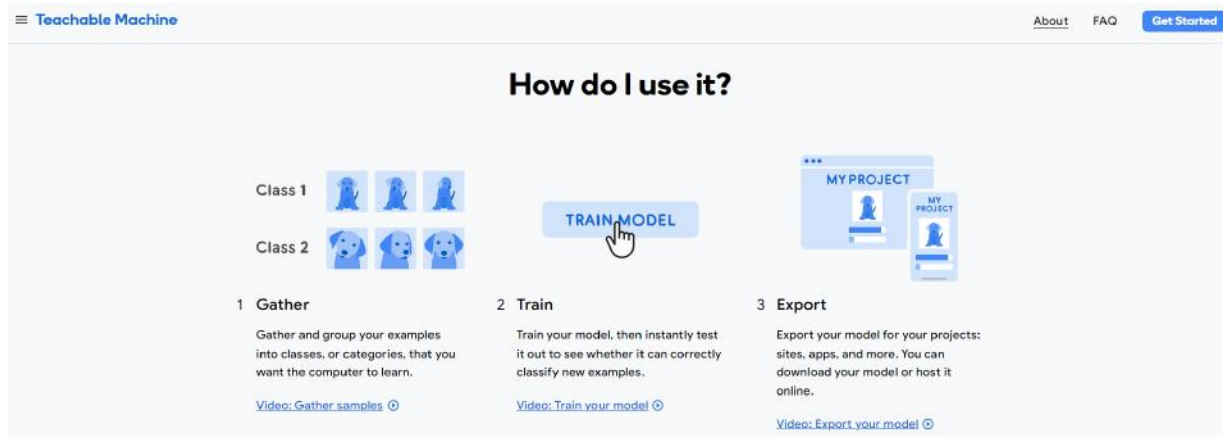 Teachable Machine
About
FAQ
Get Started
How do I use it?
Class 1
Class 2
TRAIN MODEL
MY PROJECT
MY
PROJECT
1 Gather
Gather and group your examples
into classes, or categories, that you
want the computer to learn.
Video: Gather samples
2 Train
Train your model, then instantly test
it out to see whether it can correctly
classify new examples.
Video: Train your model
3 Export
Export your model for your projects:
sites, apps, and more. You can
download your model or host it
online.
Video: Export your model